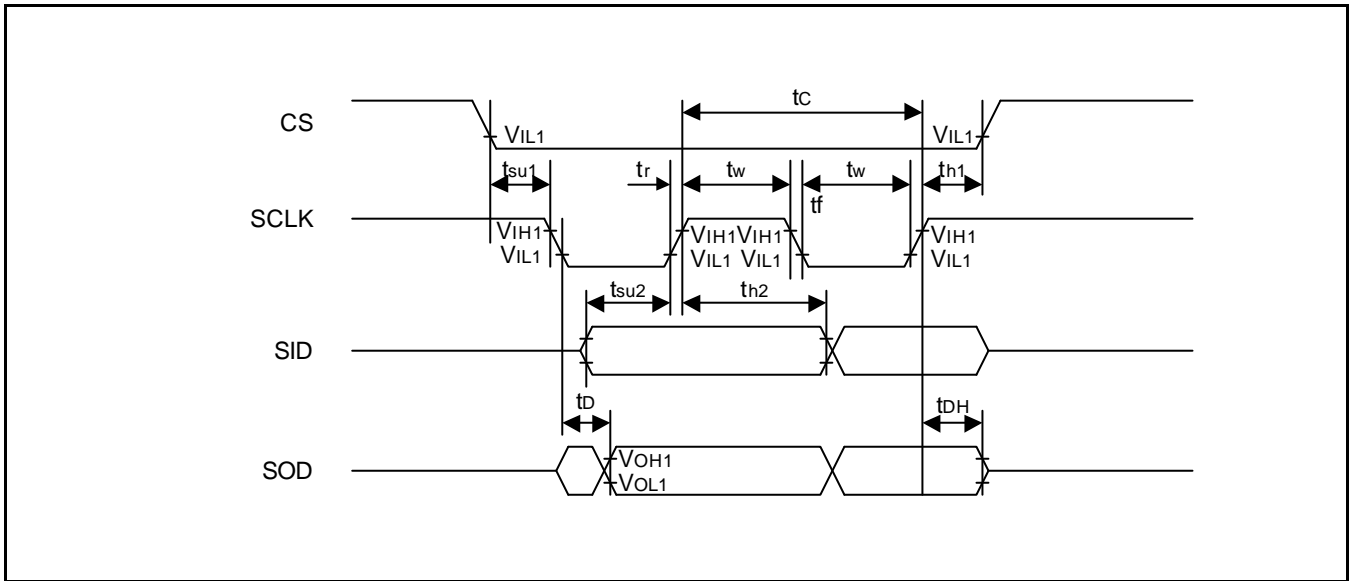 tC
CS
VIL1 VIL1
tsu1 tr tw tw th1
tf
SCLK
VIH1 VIH1VIH1 VIH1
VIL1 VIL1 VIL1 VIL1
tsu2 th2
SID
tD tDH
SOD
VOH1
VOL1